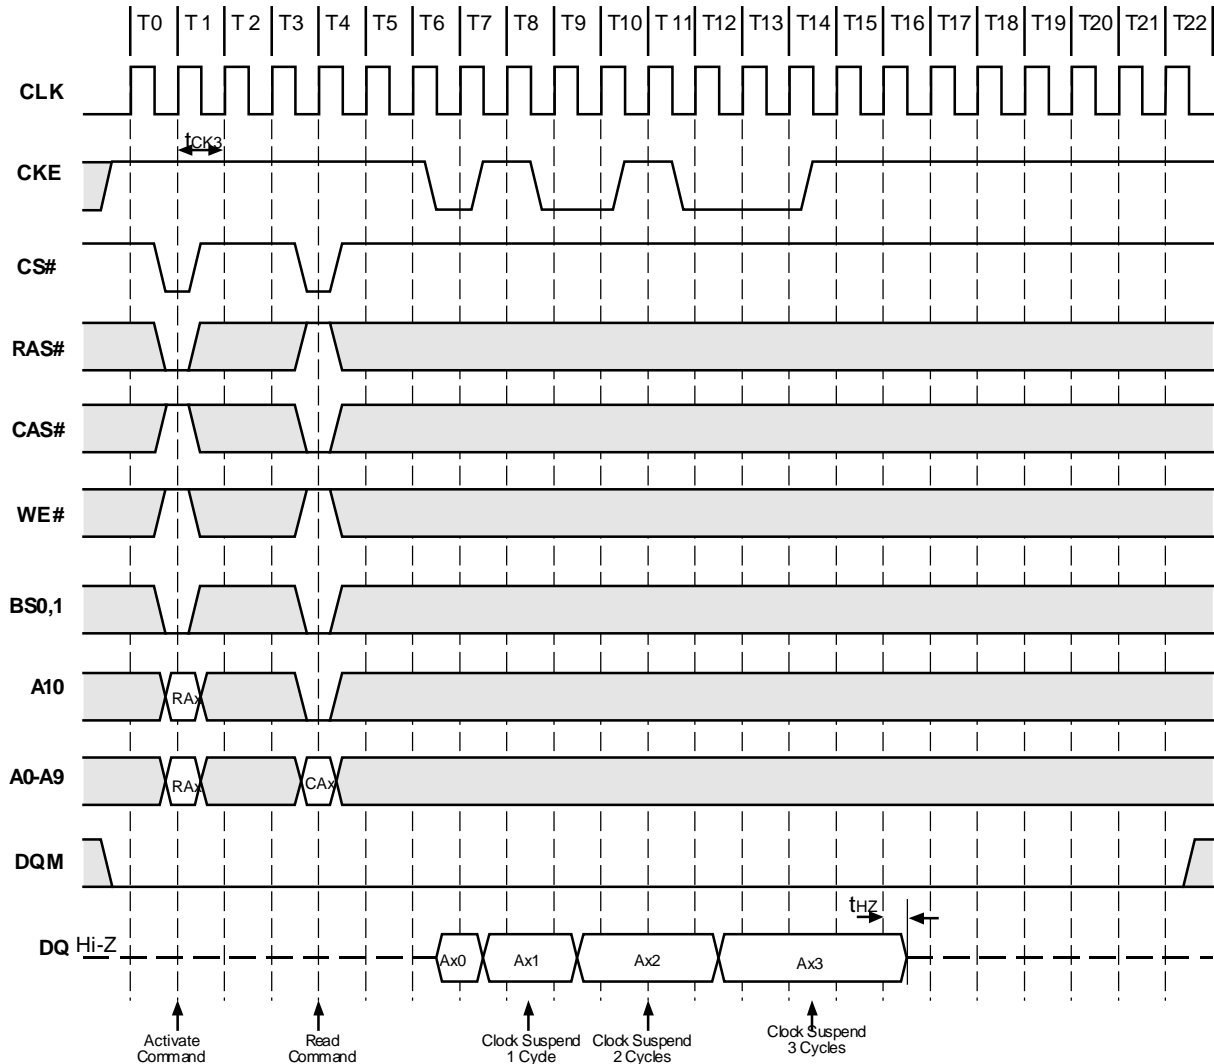 T0 T1 T2 T3 T4 T5 T6 T7 T8 T9 T10 T11 T12 T13 T14 T15 T16 T17 T18 T19 T20 T21 T22
CLK
tCK3
CKE
CS#
RAS#
CAS#
WE#
BS0,1
A10
RAx
A0-A9
RAx CAx
DQM
tHZ
DQ Hi-Z
Ax0 Ax1 Ax2 Ax3
Activate
Command
Read
Command
Clock Suspend
1 Cycle
Clock Suspend
2 Cycles
Clock Suspend
3 Cycles